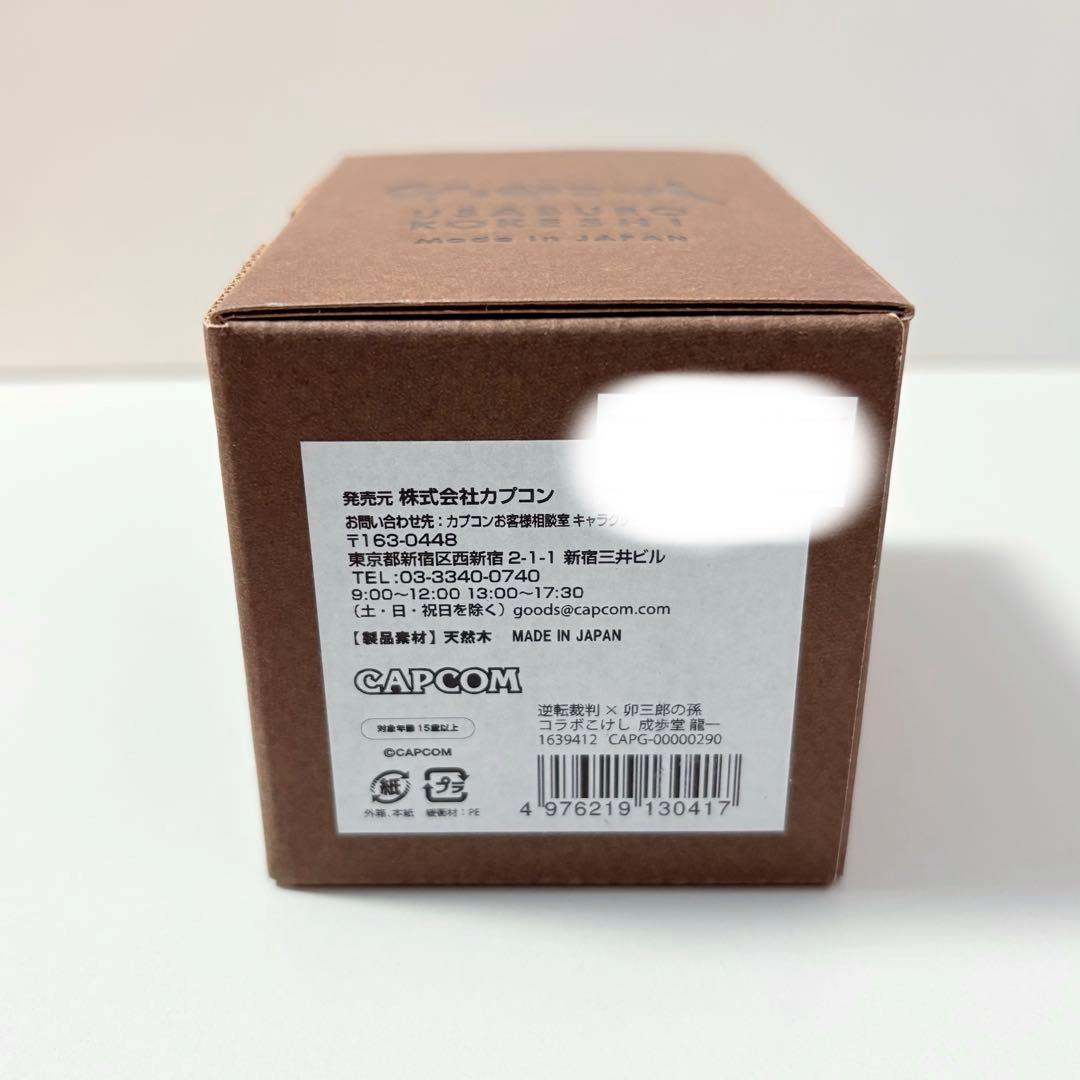 USABURO
KOKESHI
Made in JAPAN
発売元 株式会社カプコン
お問い合わせ先：カプコンお客様相談室 キャラク
〒163-0448
東京都新宿区西新宿 2-1-1 新宿三井ビル
TEL:03-3340-0740
9:00～12:00 13:00～17:30
（土・日・祝日を除く）goods@capcom.com
【製品素材】天然木 MADE IN JAPAN
CAPCOM
対象年齢 15歳以上
©CAPCOM
紙 プラ
外箱、本紙 緩衝材：PE
逆転裁判 × 卯三郎の孫
コラボこけし 成歩堂 龍一
1639412 CAPG-00000290
4 976219 130417